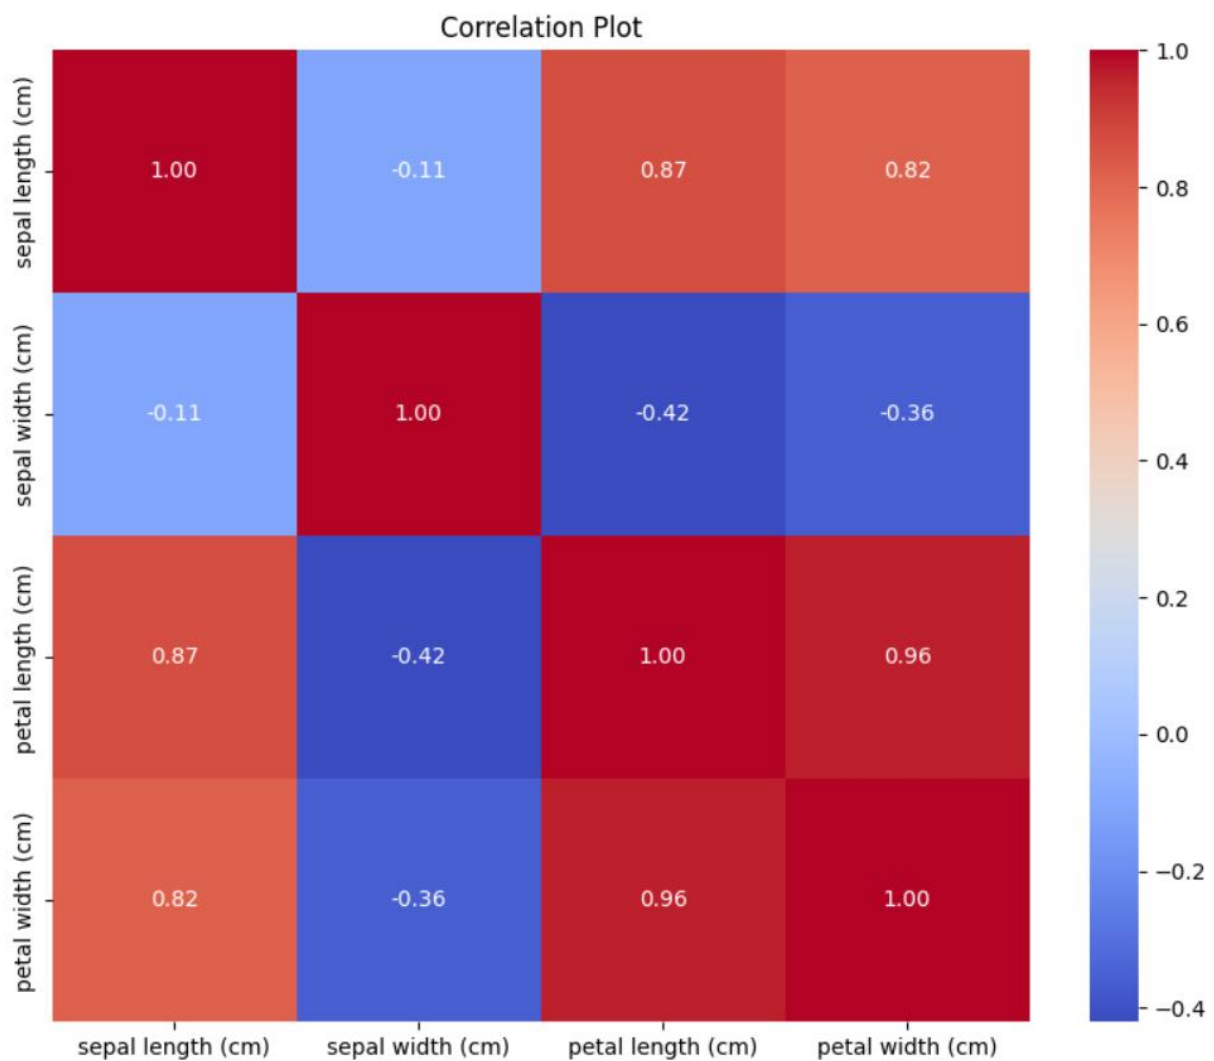 Correlation Plot
sepal length (cm)
1.00 -0.11 0.87 0.82
sepal width (cm)
-0.11 1.00 -0.42 -0.36
petal length (cm)
0.87 -0.42 1.00 0.96
petal width (cm)
0.82 -0.36 0.96 1.00
sepal length (cm) sepal width (cm) petal length (cm) petal width (cm)
1.0
0.8
0.6
0.4
0.2
0.0
−0.2
−0.4